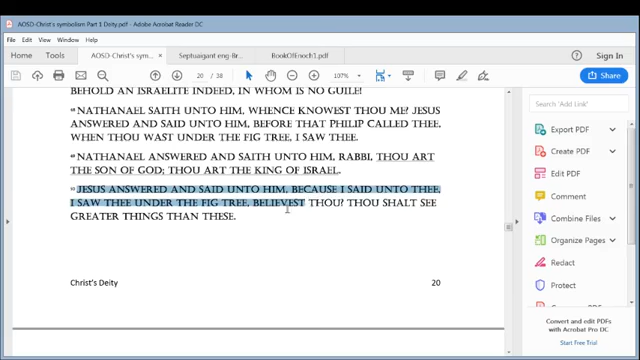 AOSD-Christ's symbolism Part 1 Deity.pdf - Adobe Acrobat Reader DC
File Edit View Window Help
Home Tools AOSD-Christ's sym... × Septuaigant eng-Br... BookOfEnoch1.pdf Sign In
20 / 38 107% Share
BEHOLD AN ISRAELITE INDEED, IN WHOM IS NO GUILE!
NATHANAEL SAITH UNTO HIM, WHENCE KNOWEST THOU ME? JESUS
ANSWERED AND SAID UNTO HIM, BEFORE THAT PHILIP CALLED THEE,
WHEN THOU WAST UNDER THE FIG TREE, I SAW THEE.
NATHANAEL ANSWERED AND SAITH UNTO HIM, RABBI, THOU ART
THE SON OF GOD; THOU ART THE KING OF ISRAEL.
JESUS ANSWERED AND SAID UNTO HIM, BECAUSE I SAID UNTO THEE,
I SAW THEE UNDER THE FIG TREE, BELIEVEST THOU? THOU SHALT SEE
GREATER THINGS THAN THESE.
Christ's Deity 20
Search 'Add Link'
Export PDF
Create PDF
Edit PDF
Comment
Combine Files
Organize Pages
Redact
Protect
Convert and edit PDFs
with Acrobat Pro DC
Start Free Trial